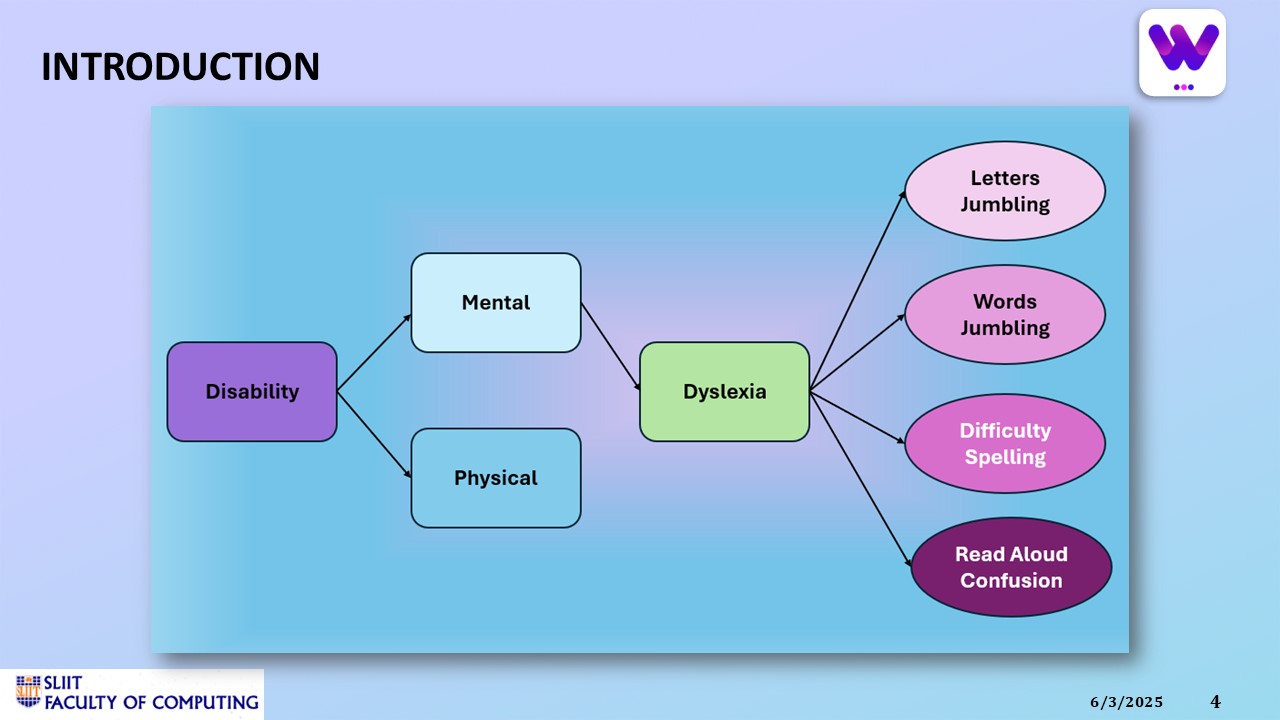 INTRODUCTION
W
Letters
Jumbling
Words
Jumbling
Mental
Disability
Dyslexia
Difficulty
Spelling
Physical
Read Aloud
Confusion
SLIIT
SLIIT
FACULTY OF COMPUTING
6/3/2025
4